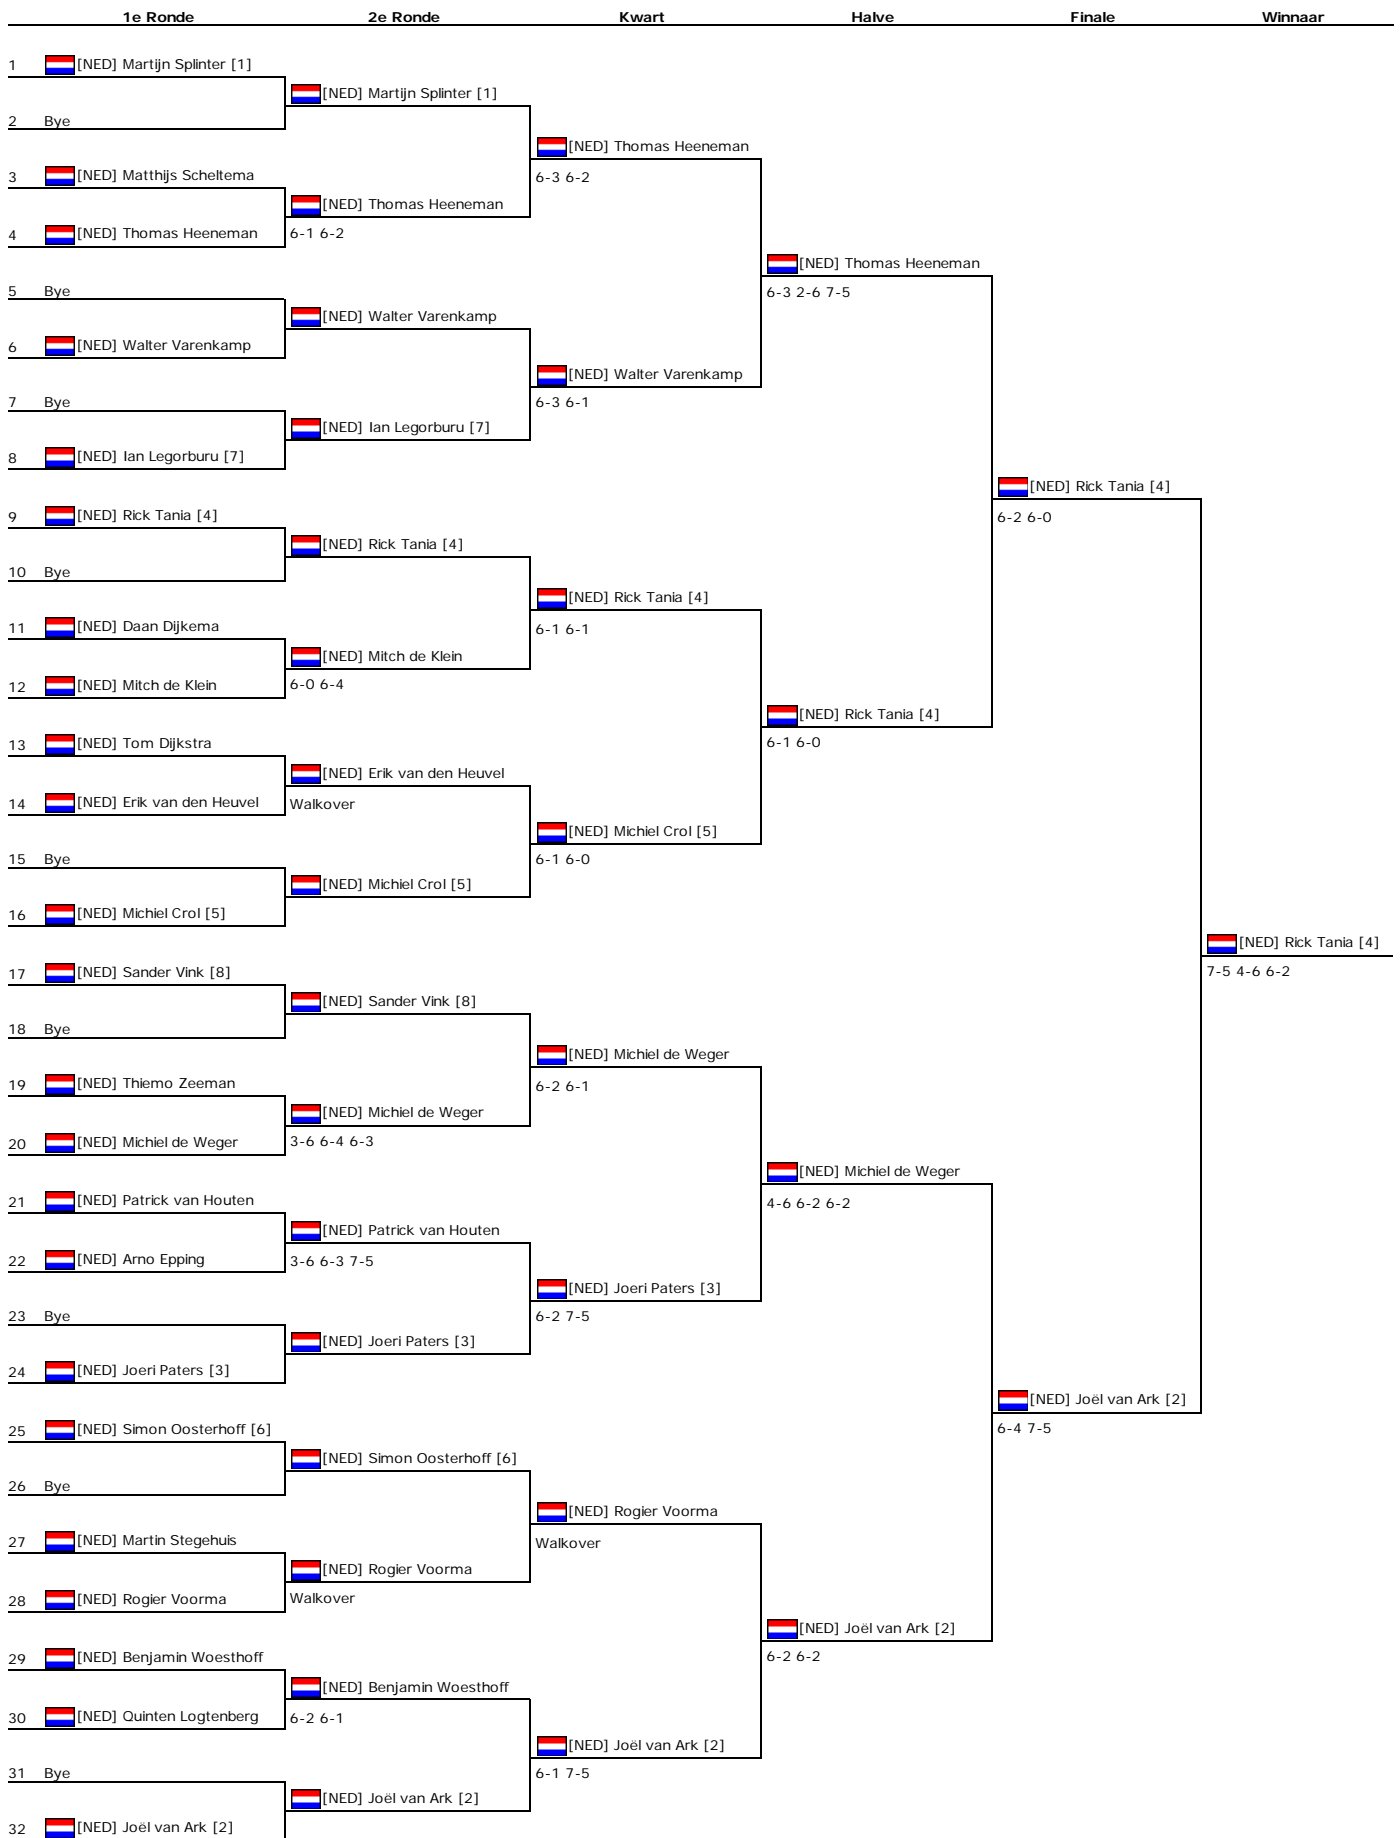 1e Ronde 2e Ronde Kwart Halve Finale Winnaar
1 [NED] Martijn Splinter [1]
[NED] Martijn Splinter [1]
2 Bye
[NED] Thomas Heeneman
3 [NED] Matthijs Scheltema
6-3 6-2
[NED] Thomas Heeneman
4 [NED] Thomas Heeneman
6-1 6-2
[NED] Thomas Heeneman
5 Bye
6-3 2-6 7-5
[NED] Walter Varenkamp
6 [NED] Walter Varenkamp
[NED] Walter Varenkamp
7 Bye
6-3 6-1
[NED] Ian Legorburu [7]
8 [NED] Ian Legorburu [7]
[NED] Rick Tania [4]
9 [NED] Rick Tania [4]
6-2 6-0
[NED] Rick Tania [4]
10 Bye
[NED] Rick Tania [4]
11 [NED] Daan Dijkema
6-1 6-1
[NED] Mitch de Klein
12 [NED] Mitch de Klein
6-0 6-4
[NED] Rick Tania [4]
13 [NED] Tom Dijkstra
6-1 6-0
[NED] Erik van den Heuvel
14 [NED] Erik van den Heuvel
Walkover
[NED] Michiel Crol [5]
15 Bye
6-1 6-0
[NED] Michiel Crol [5]
16 [NED] Michiel Crol [5]
[NED] Rick Tania [4]
17 [NED] Sander Vink [8]
7-5 4-6 6-2
[NED] Sander Vink [8]
18 Bye
[NED] Michiel de Weger
19 [NED] Thiemo Zeeman
6-2 6-1
[NED] Michiel de Weger
20 [NED] Michiel de Weger
3-6 6-4 6-3
[NED] Michiel de Weger
21 [NED] Patrick van Houten
4-6 6-2 6-2
[NED] Patrick van Houten
22 [NED] Arno Epping
3-6 6-3 7-5
[NED] Joeri Paters [3]
23 Bye
6-2 7-5
[NED] Joeri Paters [3]
24 [NED] Joeri Paters [3]
[NED] Joël van Ark [2]
25 [NED] Simon Oosterhoff [6]
6-4 7-5
[NED] Simon Oosterhoff [6]
26 Bye
[NED] Rogier Voorma
27 [NED] Martin Stegehuis
Walkover
[NED] Rogier Voorma
28 [NED] Rogier Voorma
Walkover
[NED] Joël van Ark [2]
29 [NED] Benjamin Woesthoff
6-2 6-2
[NED] Benjamin Woesthoff
30 [NED] Quinten Logtenberg
6-2 6-1
[NED] Joël van Ark [2]
31 Bye
6-1 7-5
[NED] Joël van Ark [2]
32 [NED] Joël van Ark [2]